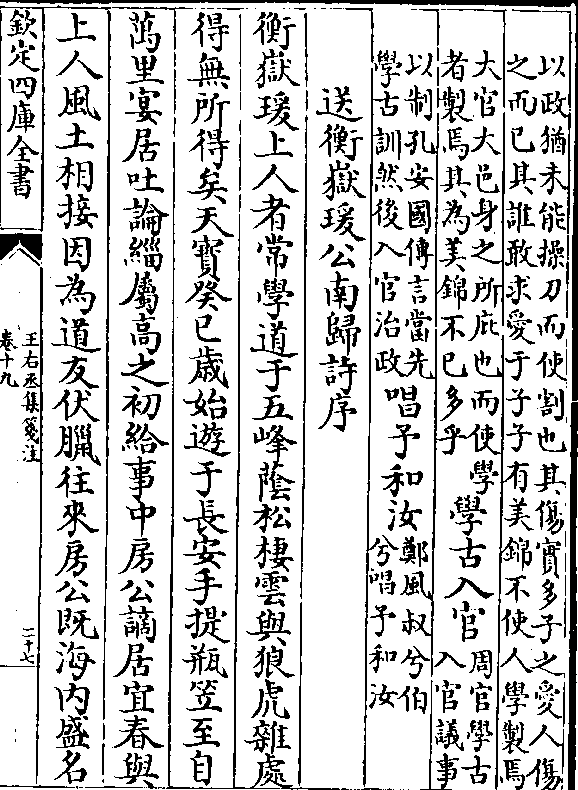 以政猶未能操刀而使割也其傷實多子之愛人傷
之而已其誰敢求愛于子子有美錦不使人學製焉
大官大邑身之所庇也而使學
者製焉其為美錦不已多乎
學古入官
周官學古
入官議事
以制孔安國傳言當先
學古訓然後入官治政
唱予和汝
鄭風叔兮伯
兮唱予和汝
送衡嶽瑗公南歸詩序
衡嶽瑗上人者常學道于五峰蔭松棲雲與狼虎雜處
得無所得矣天寶癸巳歲始遊于長安手提瓶笠至自
萬里宴居吐論緇屬高之初給事中房公謫居宜春與
上人風土相接因為道友伏臘往來房公既海内盛名
欽定四庫全書
王右丞集箋注
卷十九
二十七